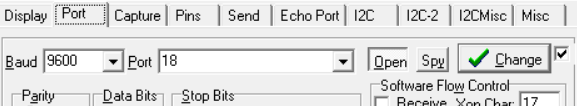 Display Port Capture Pins Send Echo Port I2C I2C-2 I2CMisc Misc
Baud 9600 Port 18 Open Spy Change
Parity Data Bits Stop Bits Software Flow Control
Receive Xon Char 17